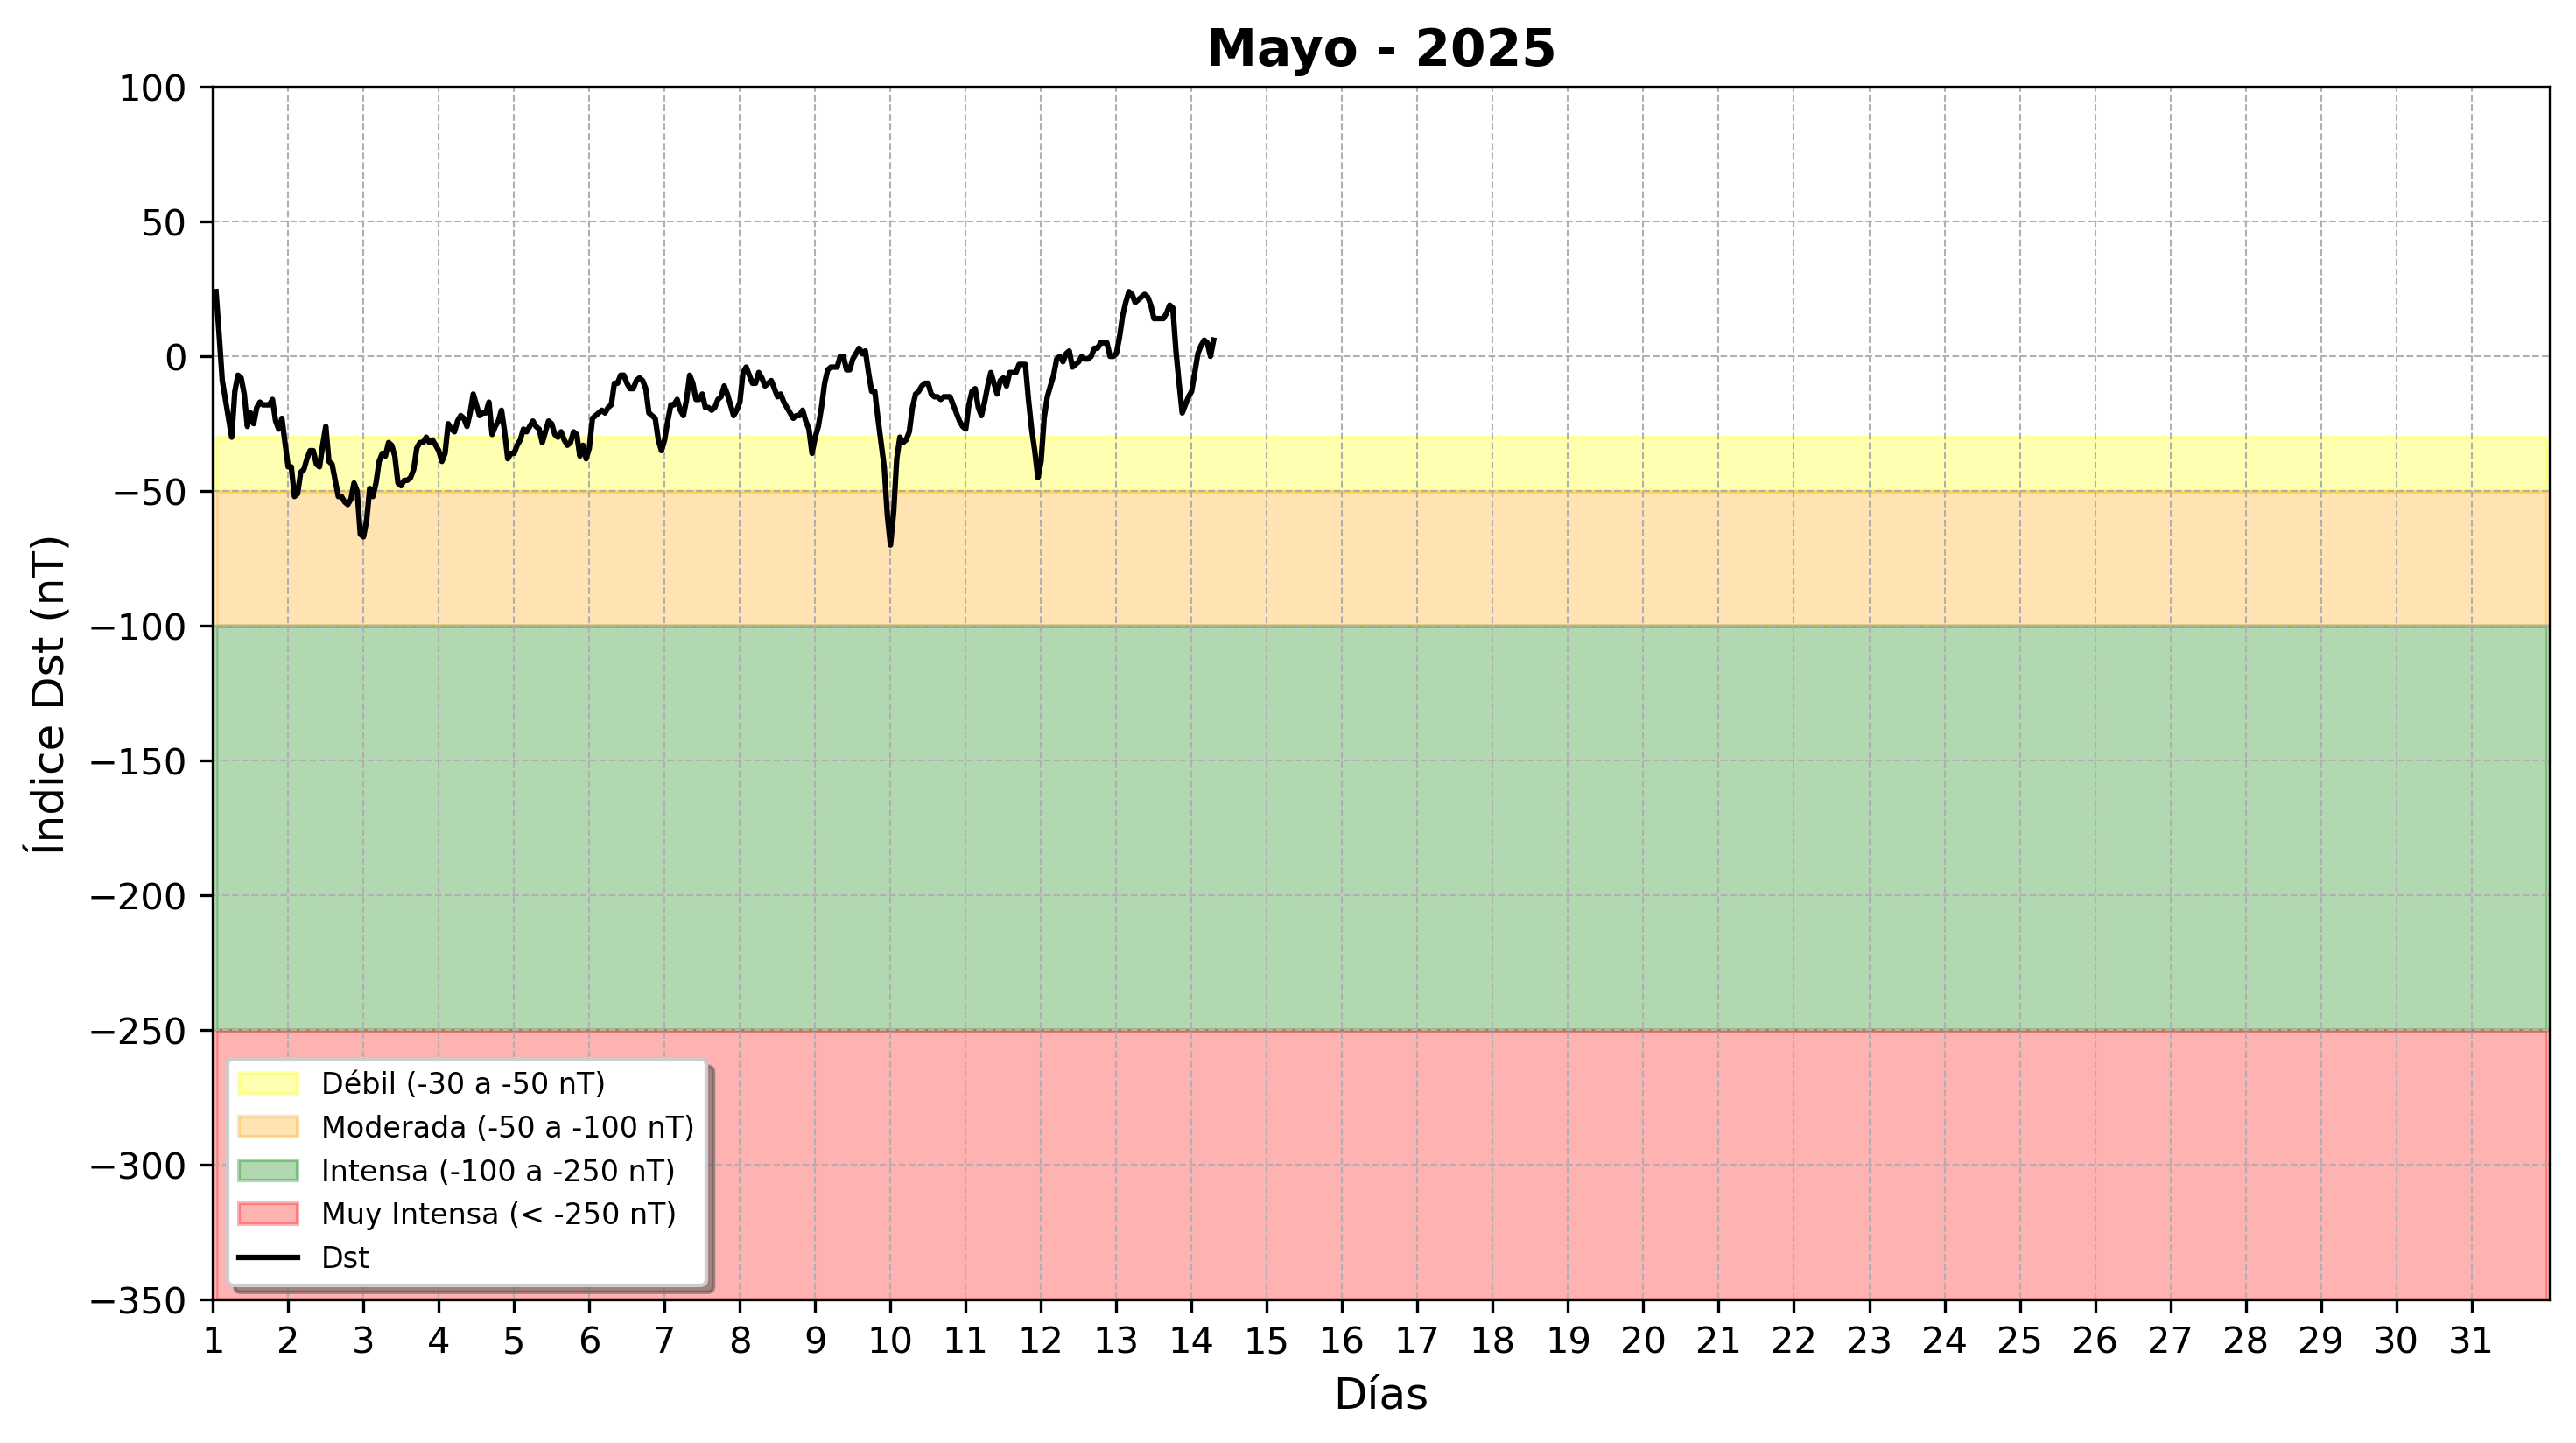 Mayo - 2025
Índice Dst (nT)
100
50
0
−50
−100
−150
−200
−250
−300
−350
Débil (-30 a -50 nT)
Moderada (-50 a -100 nT)
Intensa (-100 a -250 nT)
Muy Intensa (< -250 nT)
Dst
1 2 3 4 5 6 7 8 9 10 11 12 13 14 15 16 17 18 19 20 21 22 23 24 25 26 27 28 29 30 31
Días